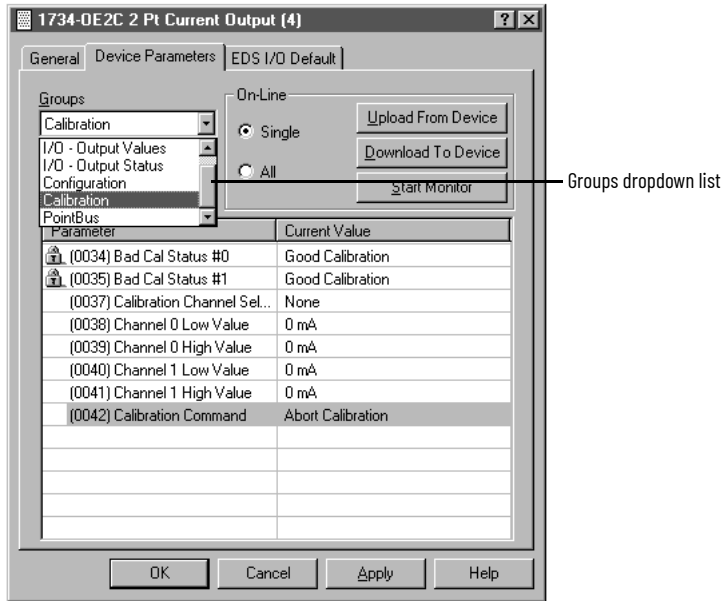 1734-OE2C 2 Pt Current Output (4)
General Device Parameters EDS I/O Default
Groups
Calibration
I/O - Output Values
I/O - Output Status
Configuration
Calibration
PointBus
On-Line
Single
All
Upload From Device
Download To Device
Start Monitor
Groups dropdown list
Parameter Current Value
(0034) Bad Cal Status #0 Good Calibration
(0035) Bad Cal Status #1 Good Calibration
(0037) Calibration Channel Sel... None
(0038) Channel 0 Low Value 0 mA
(0039) Channel 0 High Value 0 mA
(0040) Channel 1 Low Value 0 mA
(0041) Channel 1 High Value 0 mA
(0042) Calibration Command Abort Calibration
OK Cancel Apply Help